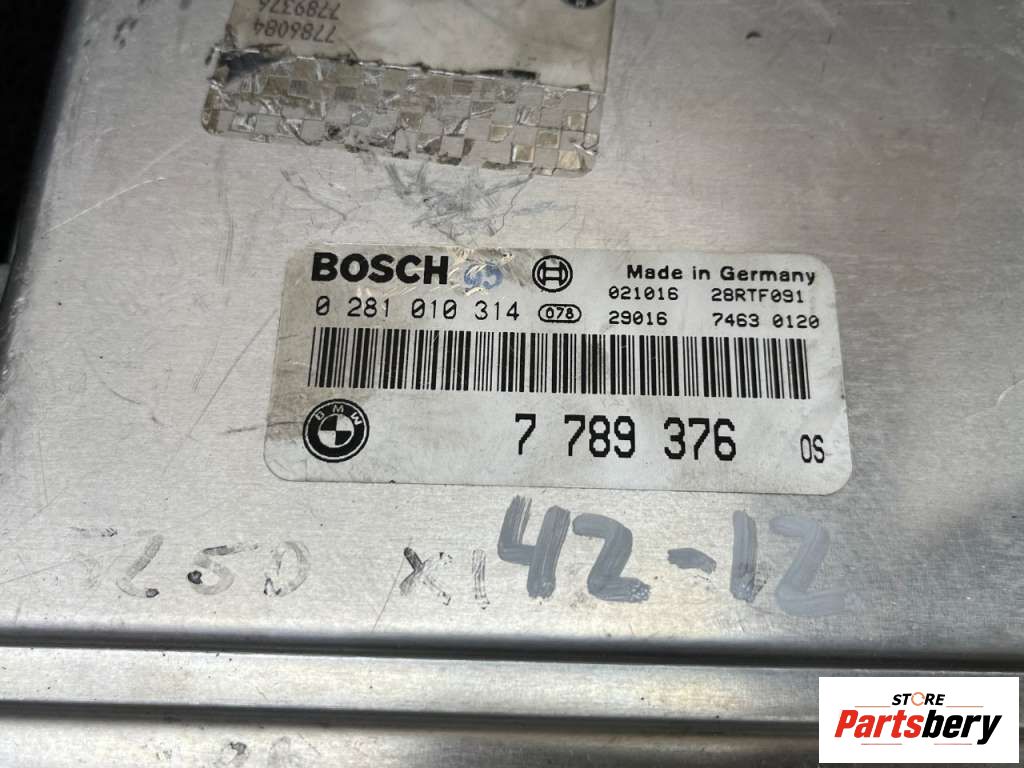 7786084
7789376
BOSCH
Made in Germany
0 281 010 314 078
021016 28RTF091
29016 7463 0120
BMW
7 789 376 OS
42-12
STORE
Partsbery